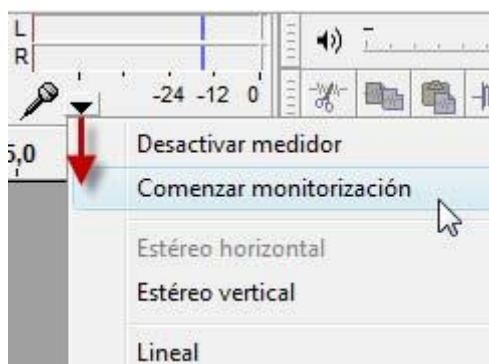 L
R
-24 -12 0
5,0
Desactivar medidor
Comenzar monitorización
Estéreo horizontal
Estéreo vertical
Lineal